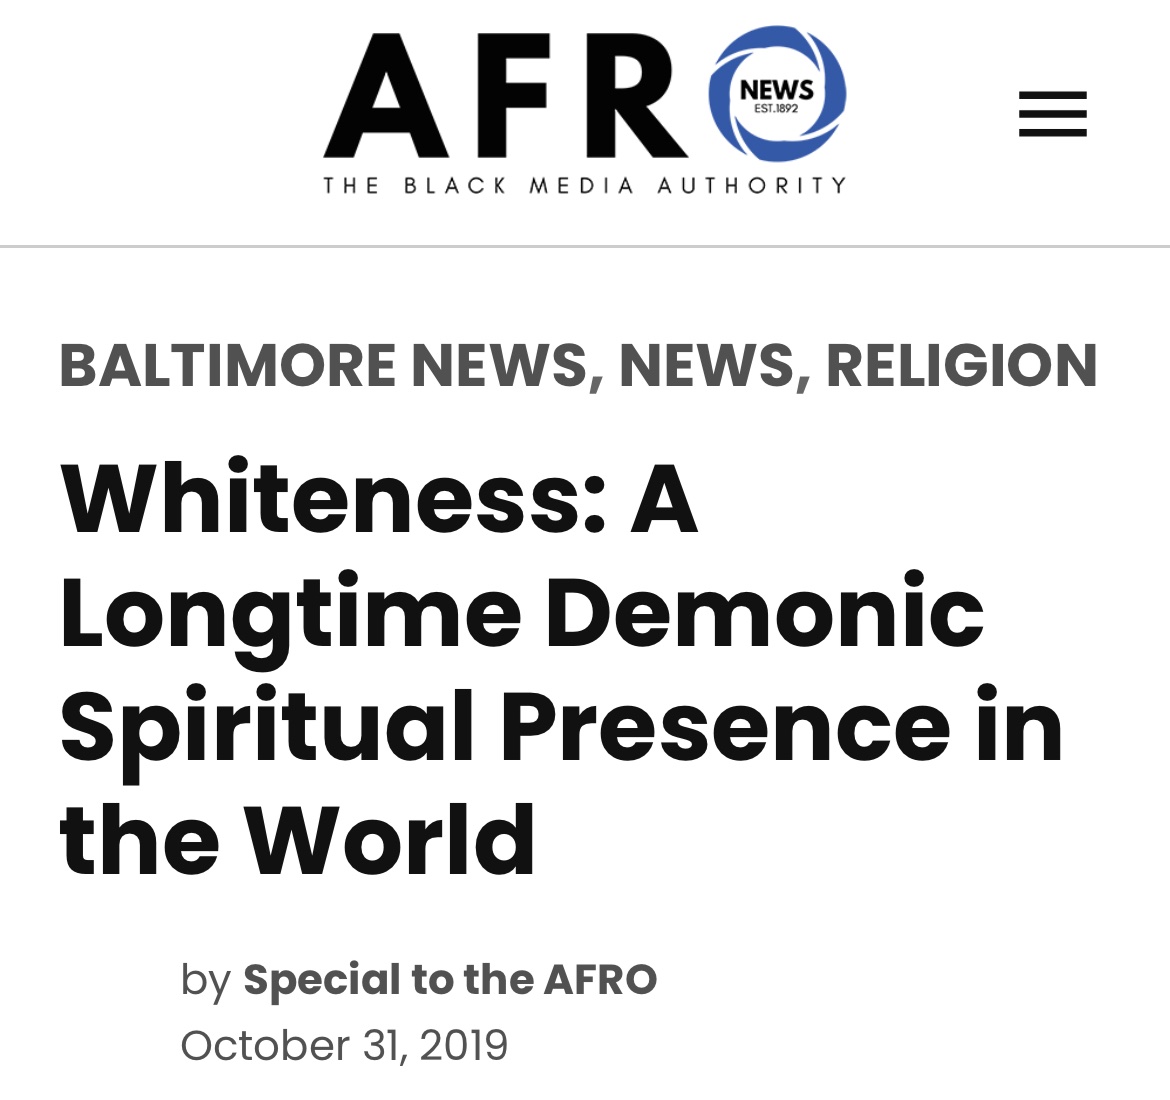 AFRO
NEWS
EST.1892
THE BLACK MEDIA AUTHORITY
BALTIMORE NEWS, NEWS, RELIGION
Whiteness: A
Longtime Demonic
Spiritual Presence in
the World
by Special to the AFRO
October 31, 2019